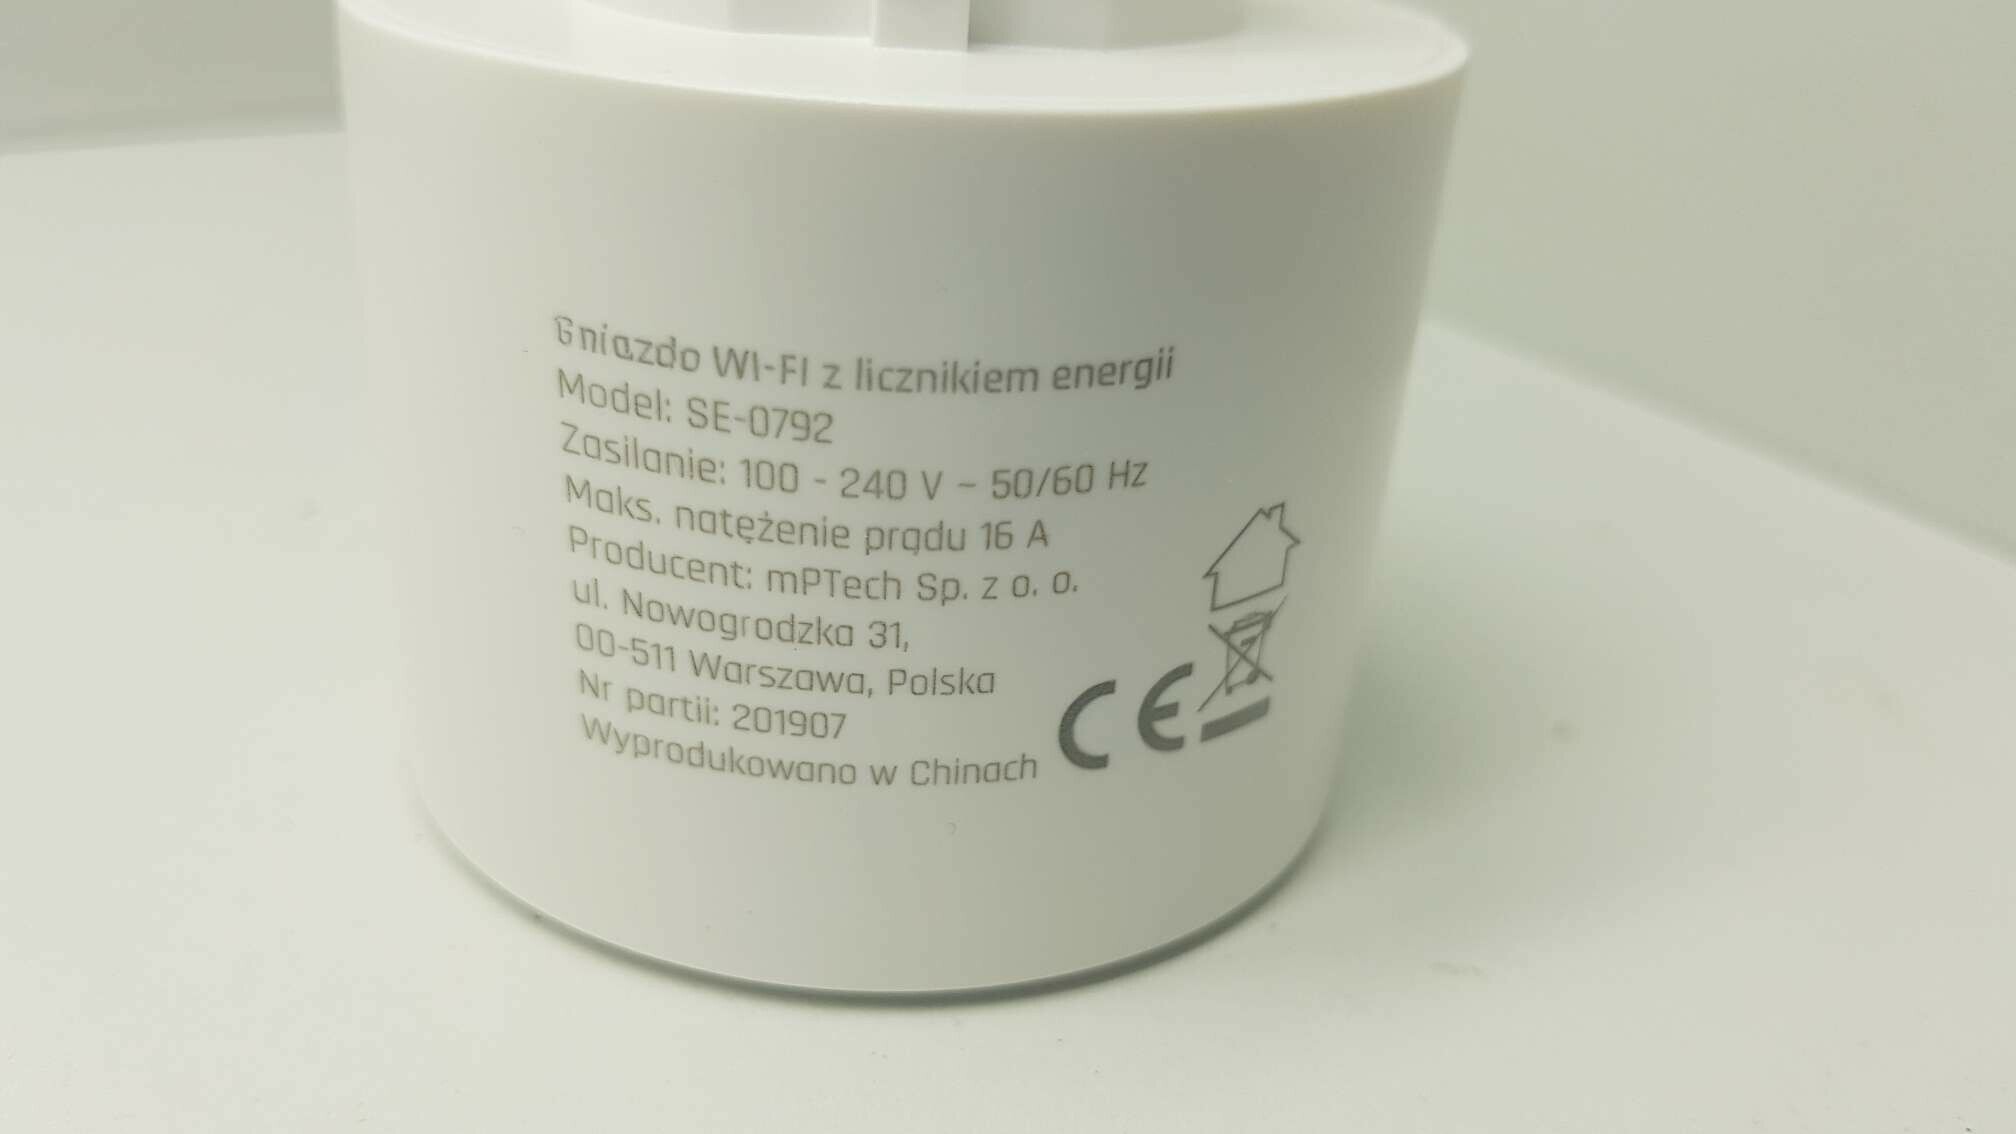 Gniazdo WI-FI z licznikiem energii
Model: SE-0792
Zasilanie: 100 - 240 V ~ 50/60 Hz
Maks. natężenie prądu 16 A
Producent: mPTech Sp. z o. o.
ul. Nowogrodzka 31,
00-511 Warszawa, Polska
Nr partii: 201907
Wyprodukowano w Chinach
CE